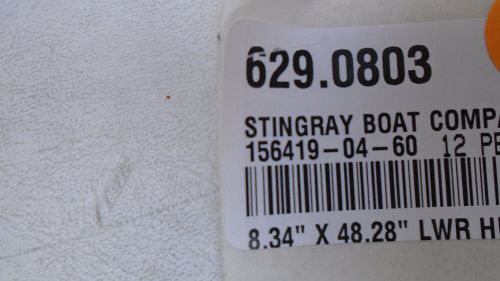 629.0803
STINGRAY BOAT COMPA
156419-04-60 12 PE
8.34" X 48.28" LWR H